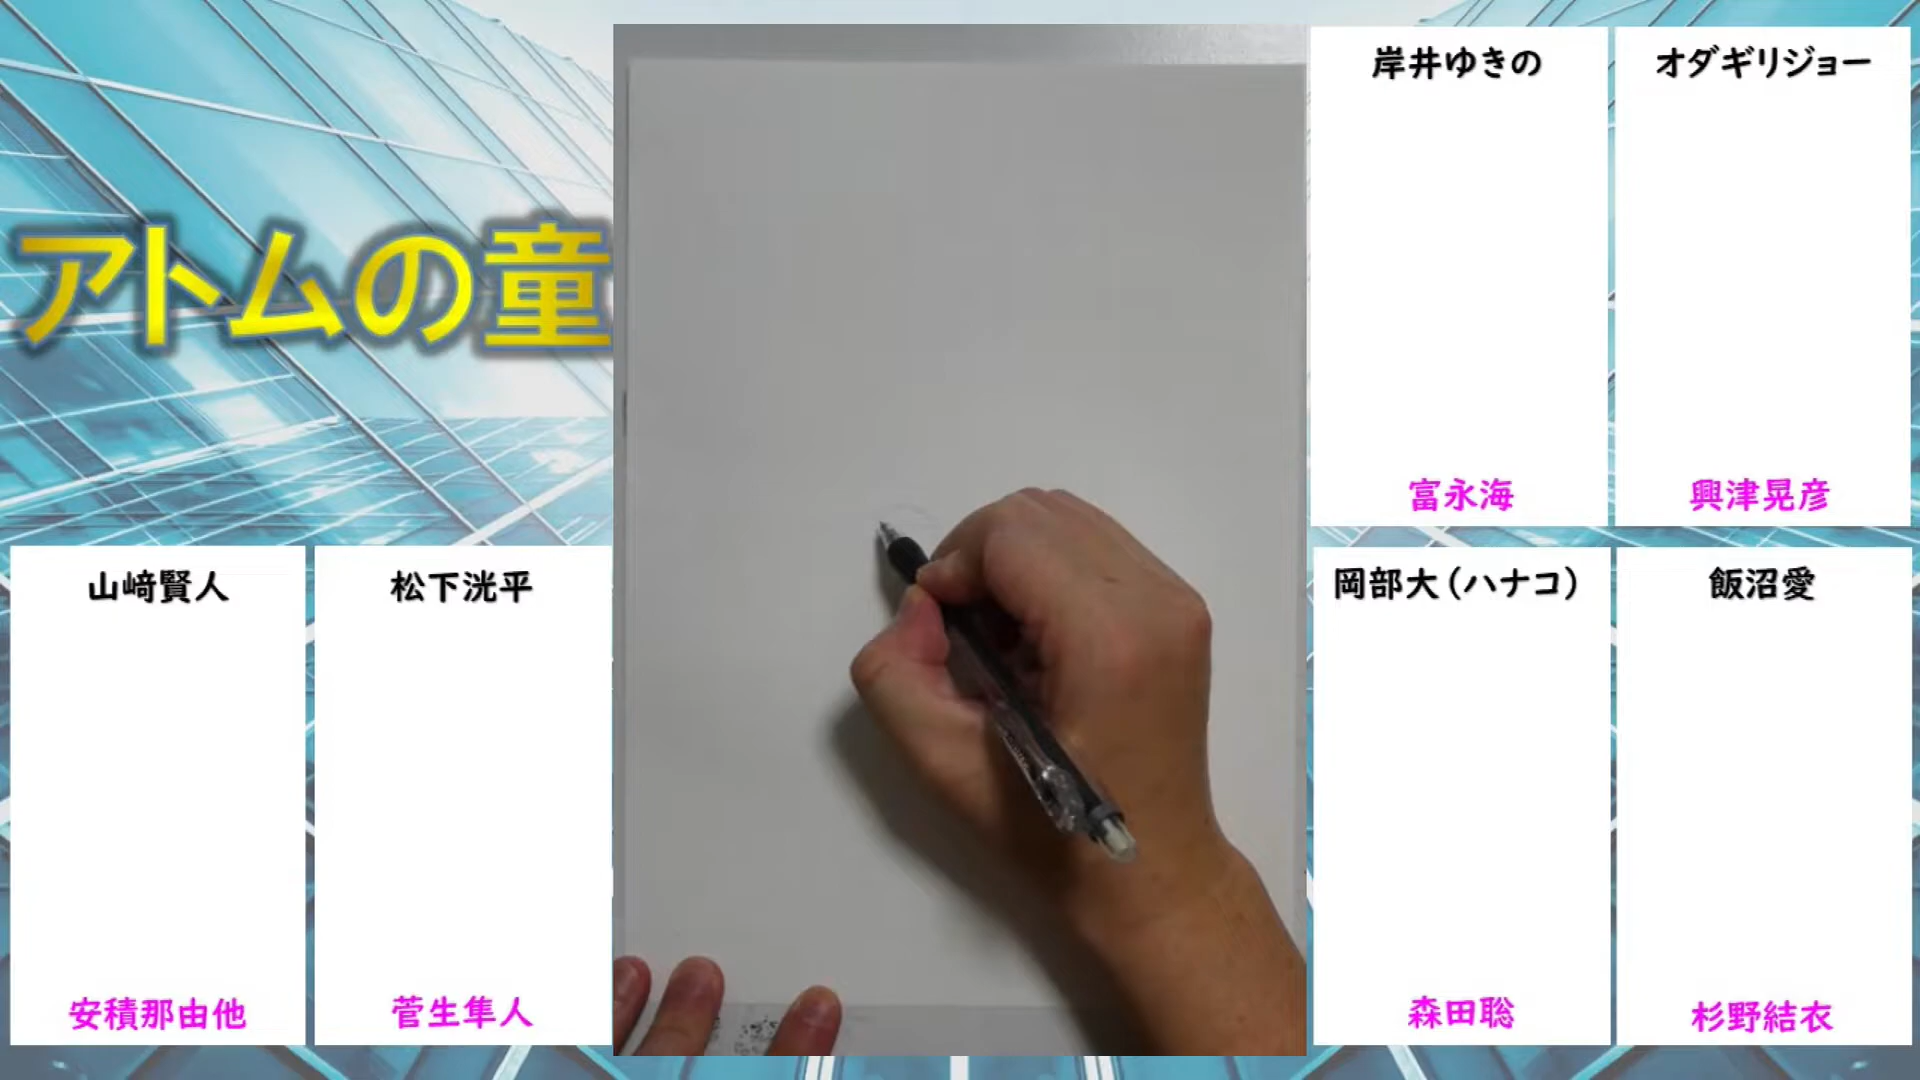 アトムの童
岸井ゆきの
富永海
オダギリジョー
興津晃彦
山﨑賢人
安積那由他
松下洸平
菅生隼人
岡部大（ハナコ）
森田聡
飯沼愛
杉野結衣